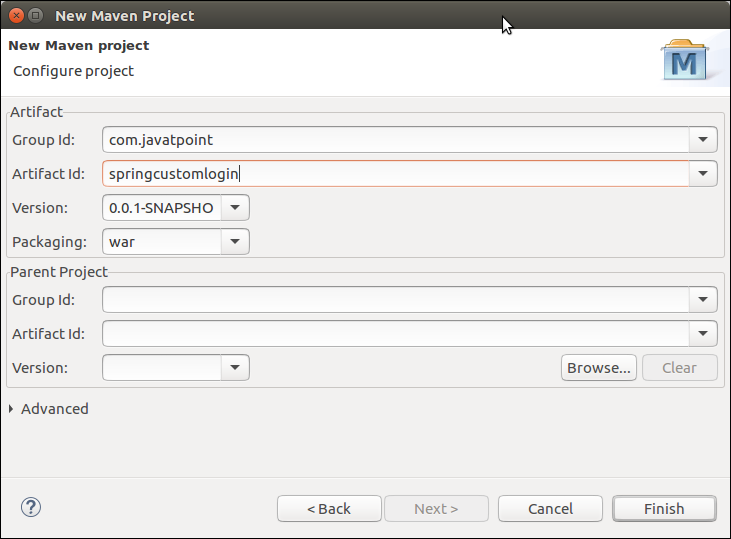 New Maven Project
New Maven project
Configure project
M
Artifact
Group Id: com.javatpoint
Artifact Id: springcustomlogin
Version: 0.0.1-SNAPSHO
Packaging: war
Parent Project
Group Id:
Artifact Id:
Version: Browse... Clear
Advanced
? < Back Next > Cancel Finish